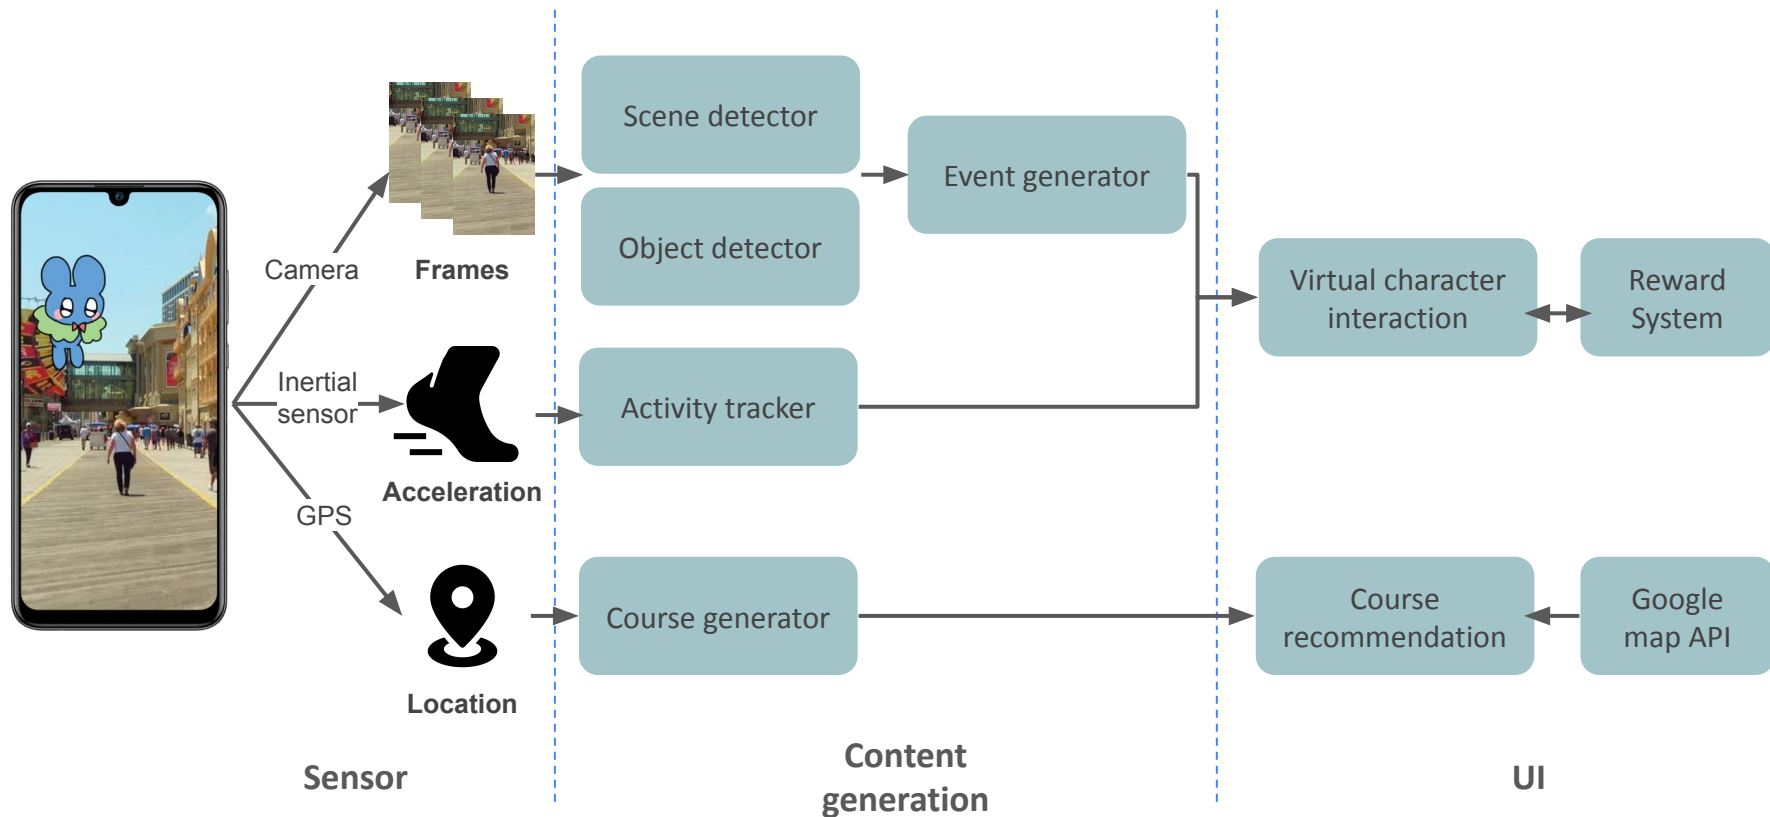 Scene detector
Event generator
Object detector
Camera
Frames
Virtual character
interaction
Reward
System
Inertial
sensor
Activity tracker
Acceleration
GPS
Course generator
Course
recommendation
Google
map API
Location
Sensor
Content
generation
UI